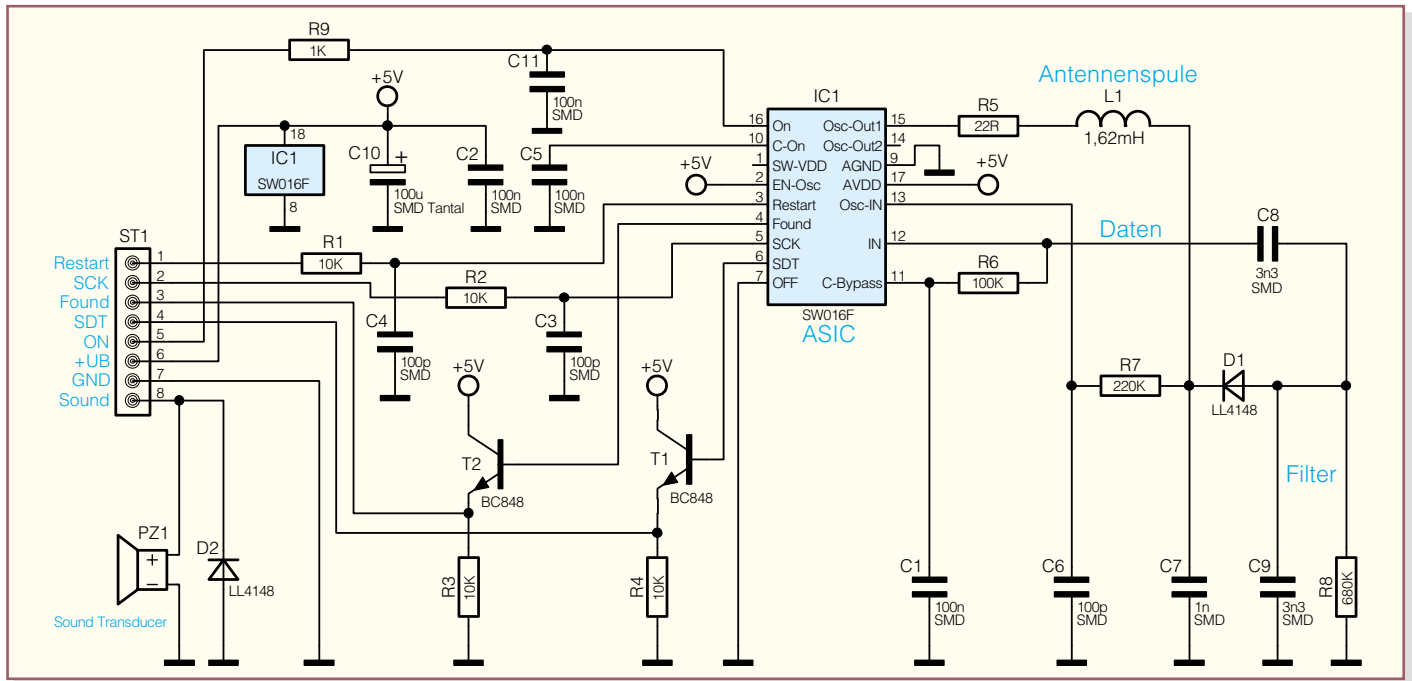 R9
1K
C11
100n
SMD
+5V
18
IC1
SW016F
8
C10
+
100u
SMD Tantal
C2
100n
SMD
C5
100n
SMD
IC1
16 On Osc-Out1 15
10 C-On Osc-Out2 14
1 SW-VDD AGND 9
2 EN-Osc AVDD 17
3 Restart Osc-IN 13
4 Found
5 SCK IN 12
6 SDT
7 OFF C-Bypass 11
SW016F
ASIC
+5V
+5V
Antennenspule
R5
22R
L1
1,62mH
Daten
C8
3n3
SMD
R6
100K
ST1
Restart 1
SCK 2
Found 3
SDT 4
ON 5
+UB 6
GND 7
Sound 8
R1
10K
R2
10K
C4
100p
SMD
C3
100p
SMD
+5V
+5V
T2
BC848
T1
BC848
R7
220K
D1
LL4148
Filter
PZ1
+
–
Sound Transducer
D2
LL4148
R3
10K
R4
10K
C1
100n
SMD
C6
100p
SMD
C7
1n
SMD
C9
3n3
SMD
R8
680K